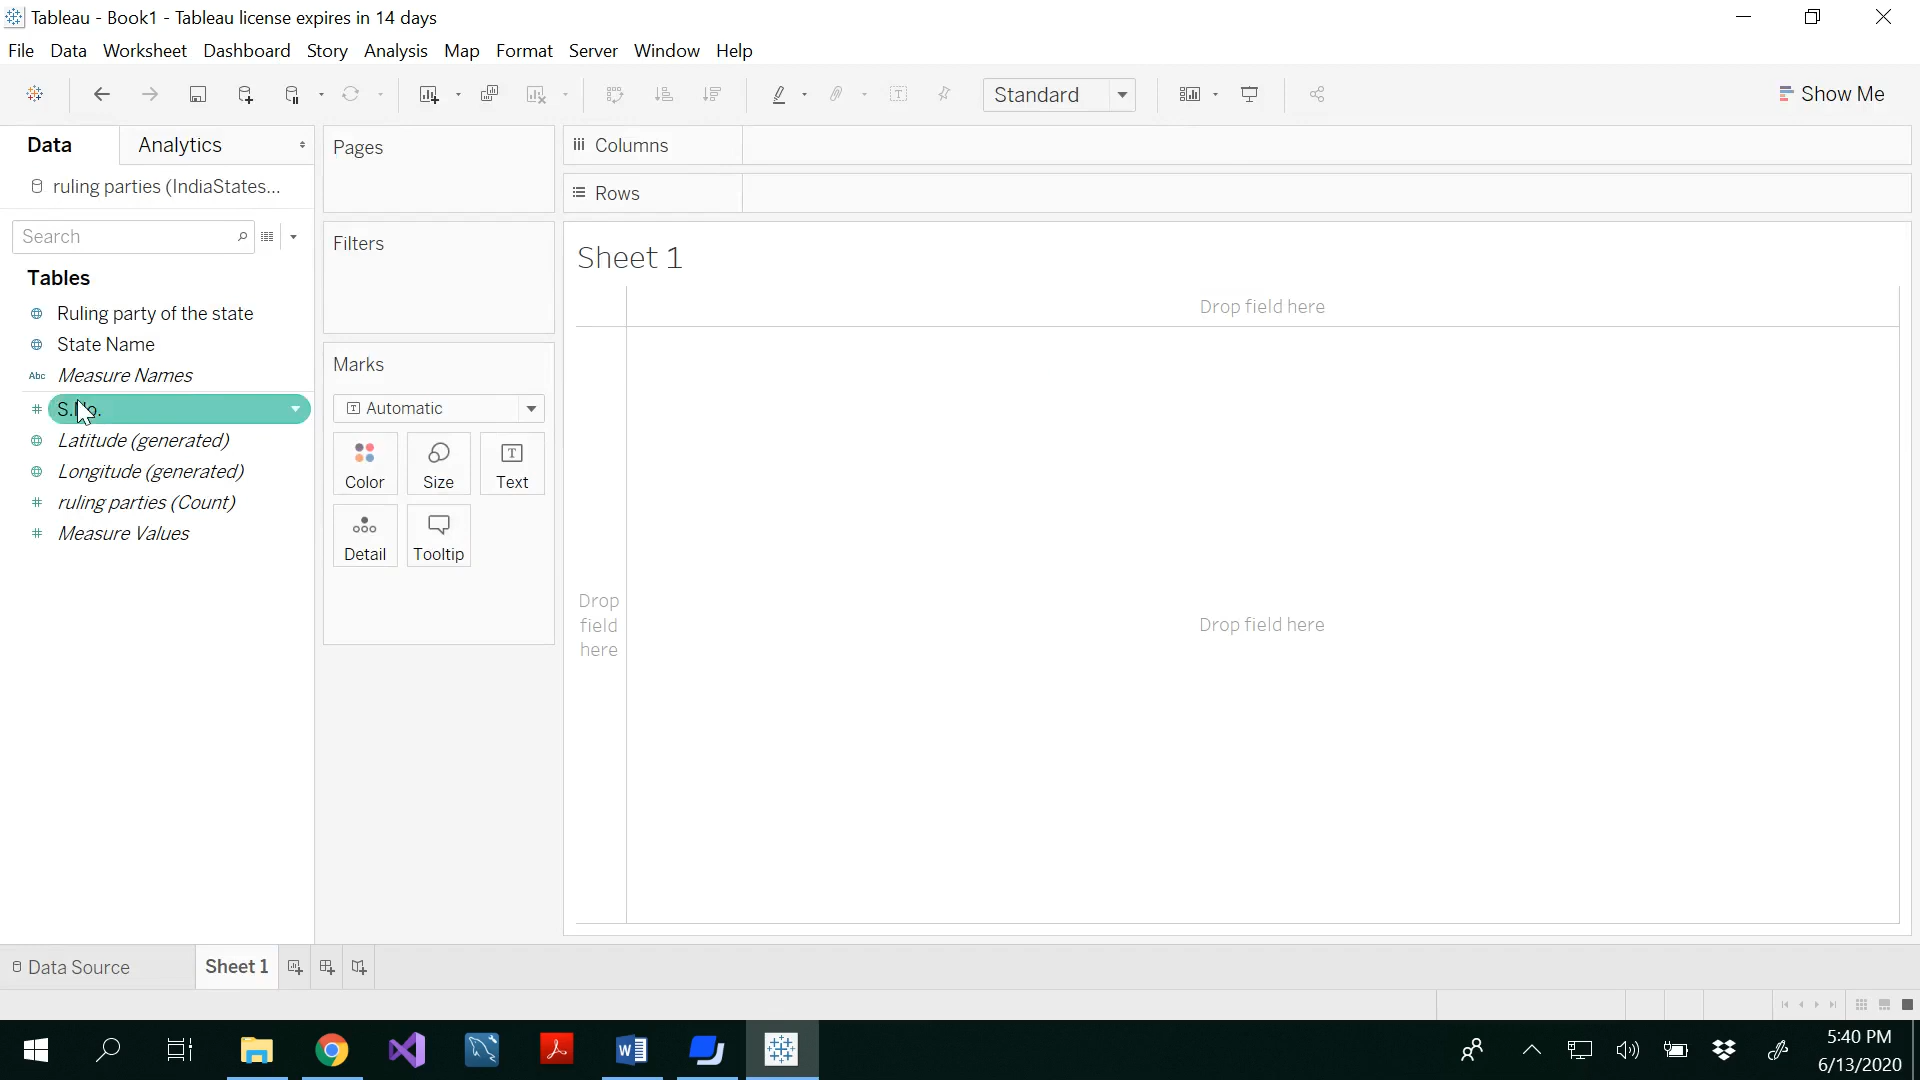 Tableau - Book1 - Tableau license expires in 14 days
File Data Worksheet Dashboard Story Analysis Map Format Server Window Help
Standard
Show Me
Data
Analytics
ruling parties (IndiaStates...
Search
Tables
Ruling party of the state
State Name
Abc Measure Names
# S.No.
Latitude (generated)
Longitude (generated)
# ruling parties (Count)
# Measure Values
Pages
Filters
Marks
T Automatic
Color
Size
T Text
Detail
Tooltip
Columns
Rows
Sheet 1
Drop field here
Drop
field
here
Drop field here
Data Source
Sheet 1
5:40 PM
6/13/2020